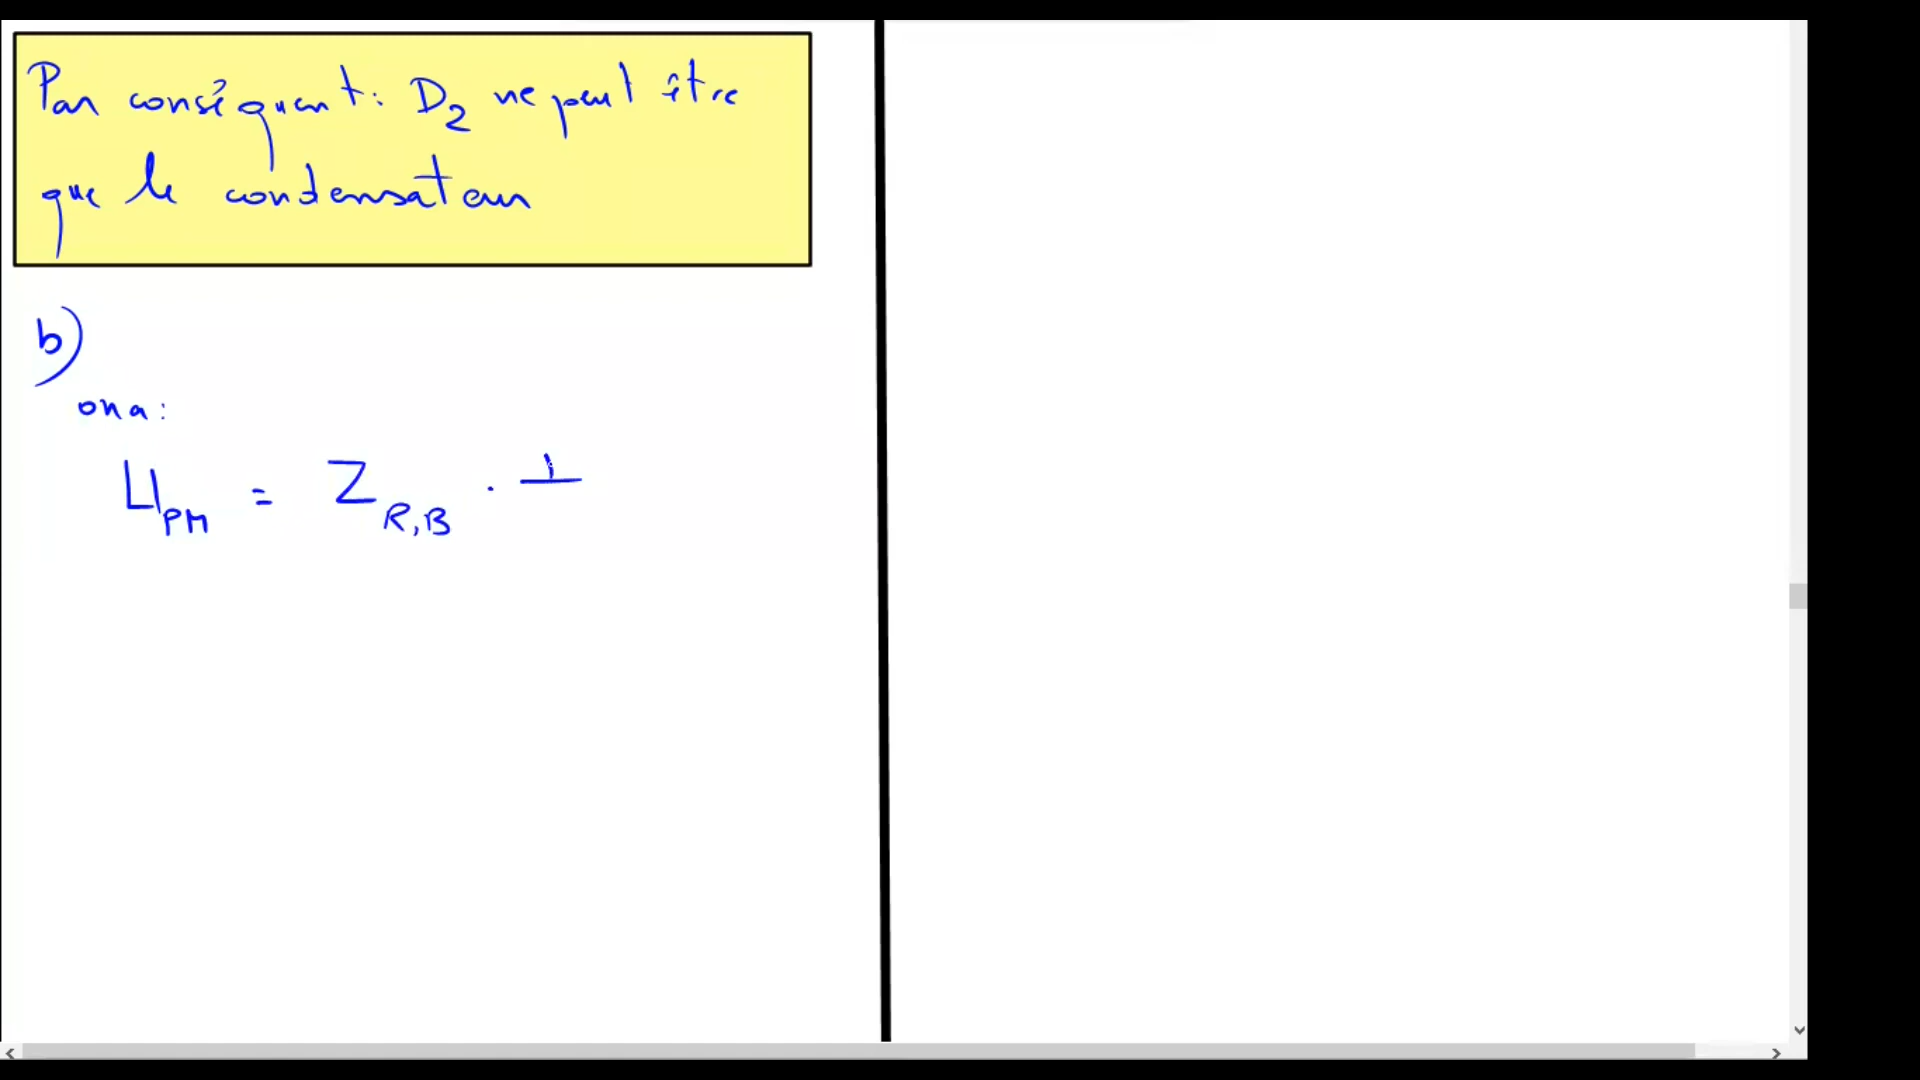 Par conséquent : D2 ne peut être
que le condensateur
b)
on a :
UPM = ZR,B . 1